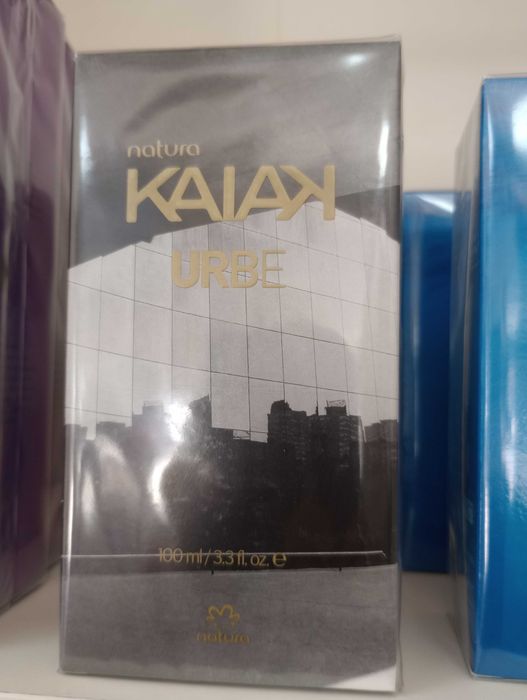 natura
KAIAK
URBE
100 ml / 3.3 fl. oz. e
natura